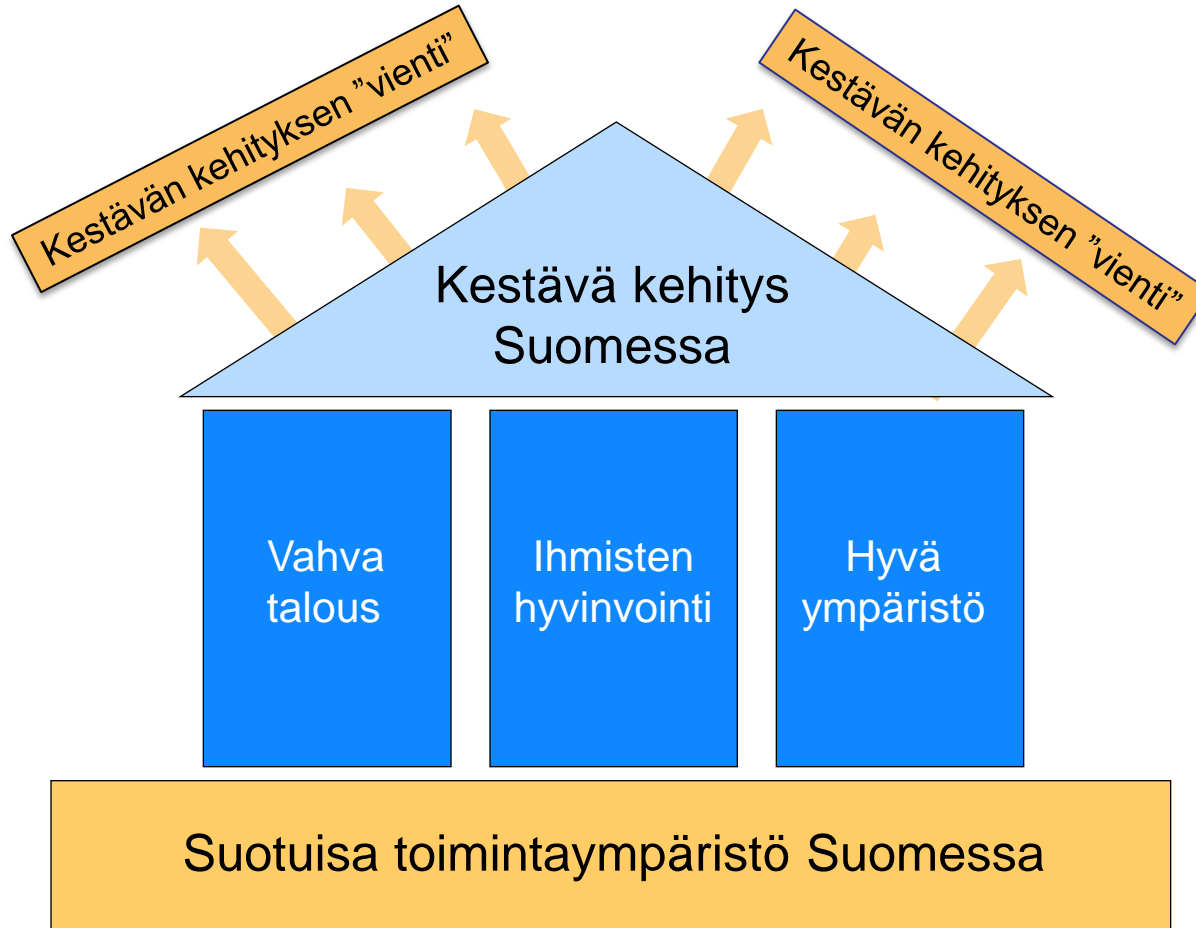 Kestävän kehityksen ”vienti”
Kestävän kehityksen ”vienti”
Kestävä kehitys
Suomessa
Vahva
talous
Ihmisten
hyvinvointi
Hyvä
ympäristö
Suotuisa toimintaympäristö Suomessa